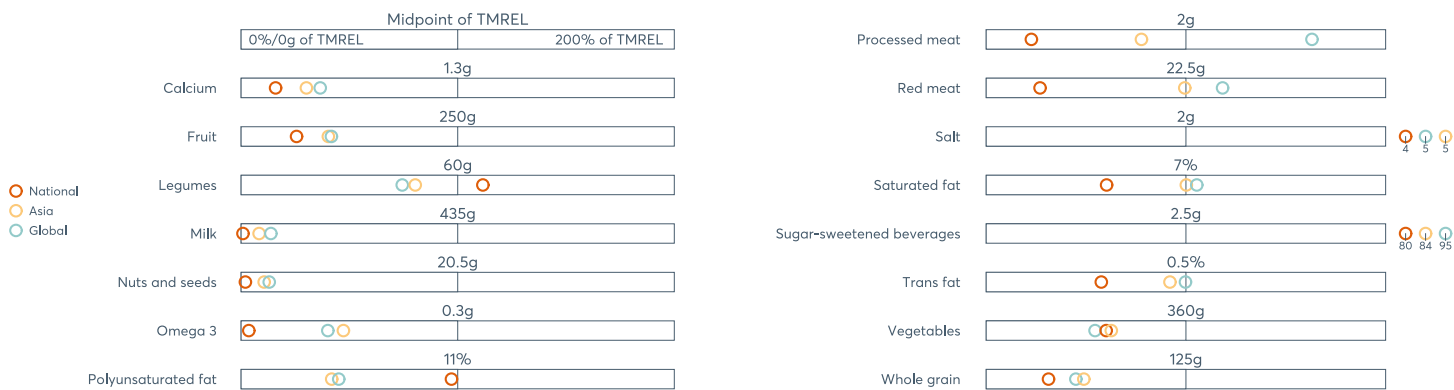 Midpoint of TMREL
0%/0g of TMREL
200% of TMREL
1.3g
Calcium
250g
Fruit
60g
Legumes
435g
Milk
20.5g
Nuts and seeds
0.3g
Omega 3
11%
Polyunsaturated fat
National
Asia
Global
2g
Processed meat
22.5g
Red meat
2g
Salt
4 5 5
7%
Saturated fat
2.5g
Sugar-sweetened beverages
80 84 95
0.5%
Trans fat
360g
Vegetables
125g
Whole grain